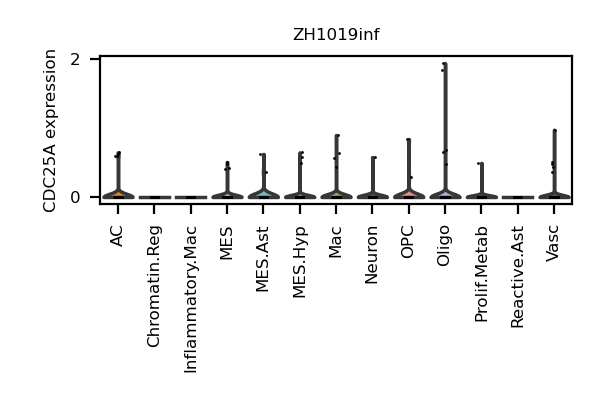 ZH1019inf
CDC25A expression
2
0
AC
Chromatin.Reg
Inflammatory.Mac
MES
MES.Ast
MES.Hyp
Mac
Neuron
OPC
Oligo
Prolif.Metab
Reactive.Ast
Vasc